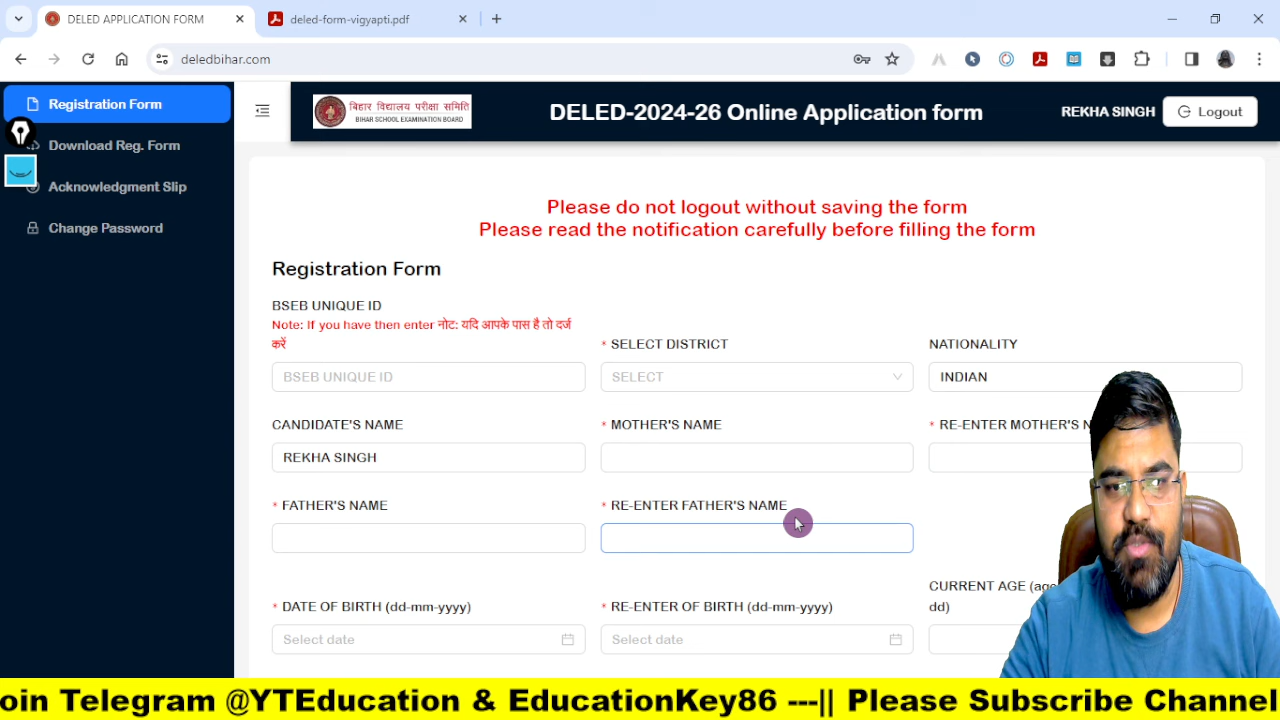 DELED APPLICATION FORM
deled-form-vigyapti.pdf
deledbihar.com
Registration Form
Download Reg. Form
Acknowledgment Slip
Change Password
बिहार विद्यालय परीक्षा समिति
BIHAR SCHOOL EXAMINATION BOARD
DELED-2024-26 Online Application form
REKHA SINGH
Logout
Please do not logout without saving the form
Please read the notification carefully before filling the form
Registration Form
BSEB UNIQUE ID
Note: If you have then enter नोट: यदि आपके पास है तो दर्ज
करें
BSEB UNIQUE ID
* SELECT DISTRICT
SELECT
NATIONALITY
INDIAN
CANDIDATE'S NAME
REKHA SINGH
* MOTHER'S NAME
* RE-ENTER MOTHER'S N
* FATHER'S NAME
* RE-ENTER FATHER'S NAME
* DATE OF BIRTH (dd-mm-yyyy)
Select date
* RE-ENTER OF BIRTH (dd-mm-yyyy)
Select date
CURRENT AGE (age
dd)
oin Telegram @YTEducation & EducationKey86 ---|| Please Subscribe Channel